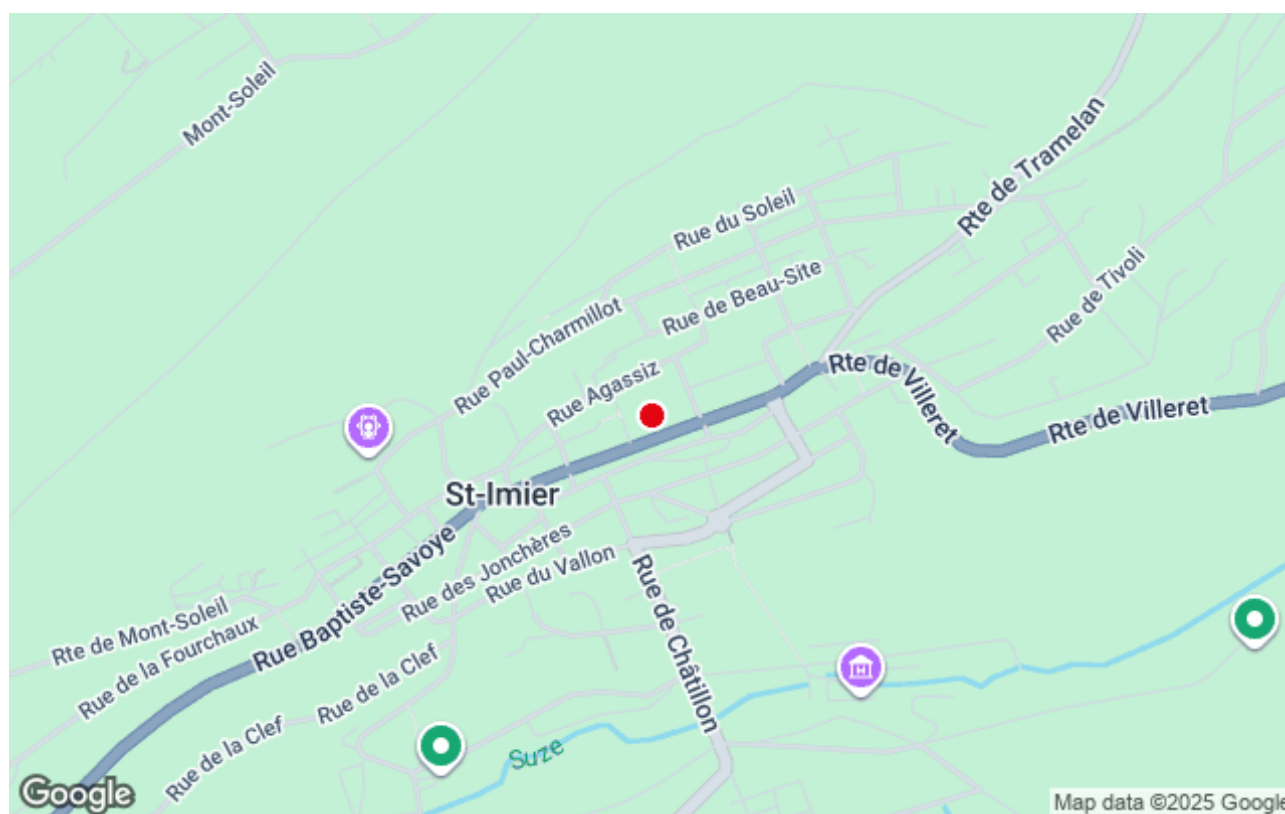 Mont-Soleil
Rte de Tramelan
Rue du Soleil
Rue de Beau-Site
Rue de Tivoli
Rue Paul-Charmillot
Rue Agassiz
Rte de Villeret
Rte de Villeret
St-Imier
Rue des Jonchères
Rue du Vallon
Rue Baptiste-Savoye
Rue de Châtillon
Rte de Mont-Soleil
Rue de la Fourchaux
Rue de la Clef
Rue de la Clef
H
Suze
Google
Map data ©2025 Google